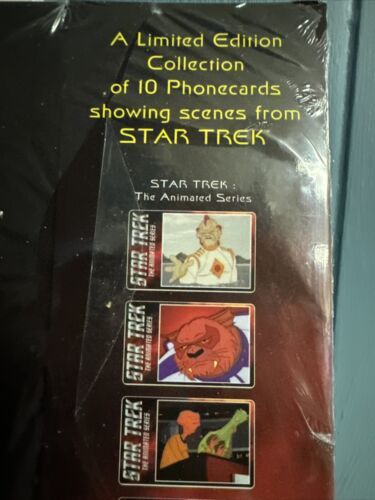 A Limited Edition
Collection
of 10 Phonecards
showing scenes from
STAR TREK
STAR TREK :
The Animated Series
STAR TREK
THE ANIMATED SERIES
STAR TREK
THE ANIMATED SERIES
STAR TREK
THE ANIMATED SERIES